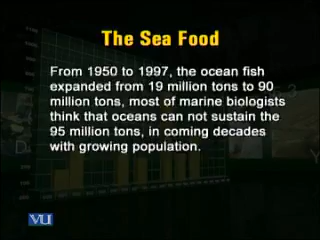 The Sea Food
From 1950 to 1997, the ocean fish
expanded from 19 million tons to 90
million tons, most of marine biologists
think that oceans can not sustain the
95 million tons, in coming decades
with growing population.
VU